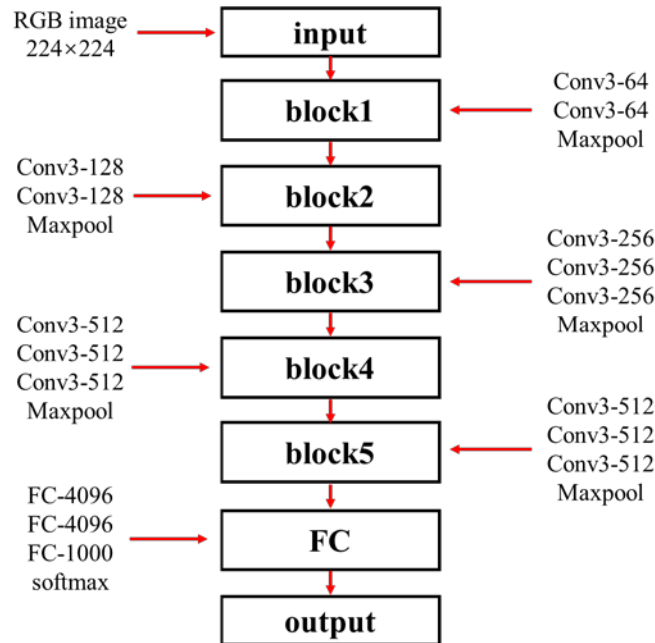 RGB image
224×224
input
block1
Conv3-64
Conv3-64
Maxpool
Conv3-128
Conv3-128
Maxpool
block2
block3
Conv3-256
Conv3-256
Conv3-256
Maxpool
Conv3-512
Conv3-512
Conv3-512
Maxpool
block4
block5
Conv3-512
Conv3-512
Conv3-512
Maxpool
FC-4096
FC-4096
FC-1000
softmax
FC
output